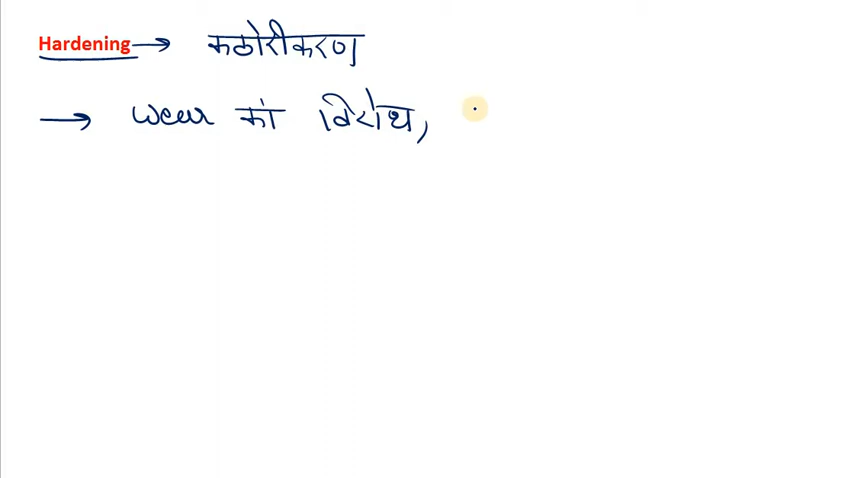 Hardening → कठोरीकरण
→ wear का विरोध,